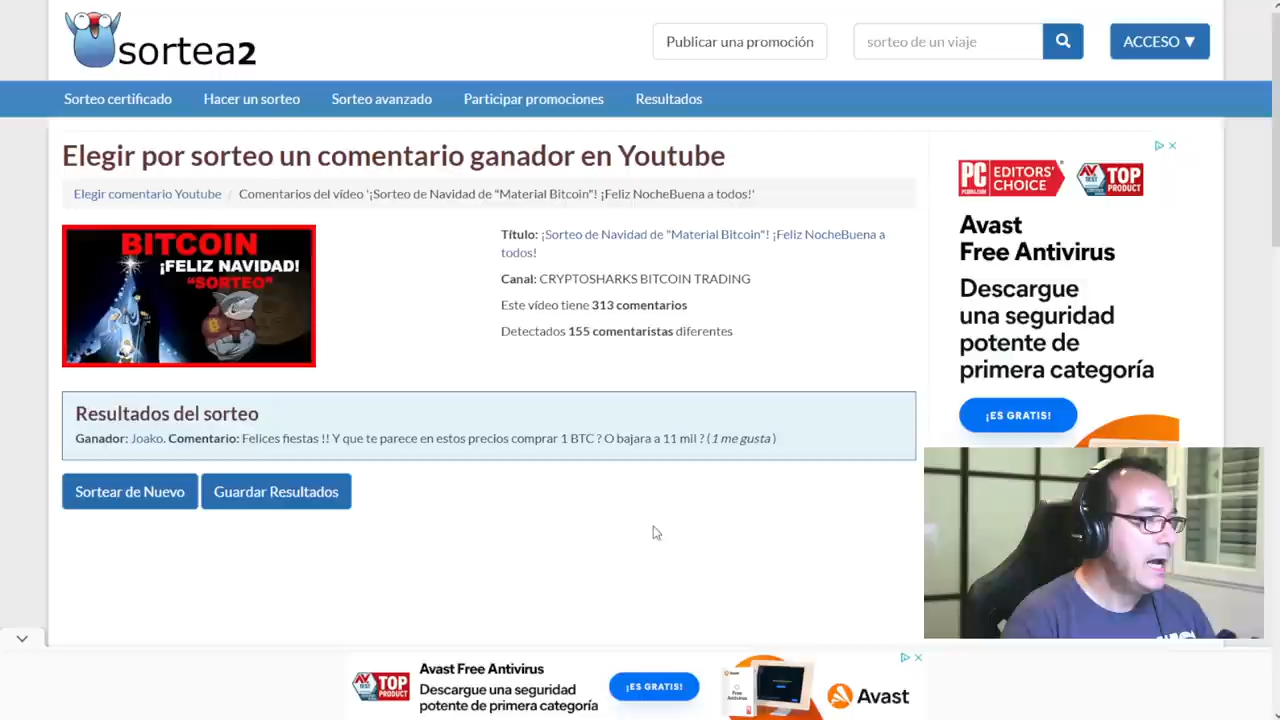 sortea2
Publicar una promoción
sorteo de un viaje
ACCESO ▼
Sorteo certificado
Hacer un sorteo
Sorteo avanzado
Participar promociones
Resultados
Elegir por sorteo un comentario ganador en Youtube
Elegir comentario Youtube / Comentarios del vídeo '¡Sorteo de Navidad de "Material Bitcoin"! ¡Feliz NocheBuena a todos!'
BITCOIN
¡FELIZ NAVIDAD!
"SORTEO"
Título: ¡Sorteo de Navidad de "Material Bitcoin"! ¡Feliz NocheBuena a
todos!
Canal: CRYPTOSHARKS BITCOIN TRADING
Este vídeo tiene 313 comentarios
Detectados 155 comentaristas diferentes
Resultados del sorteo
Ganador: Joako. Comentario: Felices fiestas !! Y que te parece en estos precios comprar 1 BTC ? O bajara a 11 mil ? ( 1 me gusta )
Sortear de Nuevo
Guardar Resultados
PC EDITORS'
CHOICE
TOP
PRODUCT
Avast
Free Antivirus
Descargue
una seguridad
potente de
primera categoría
¡ES GRATIS!
TOP
PRODUCT
Avast Free Antivirus
Descargue una seguridad
potente de primera categoría
¡ES GRATIS!
Avast